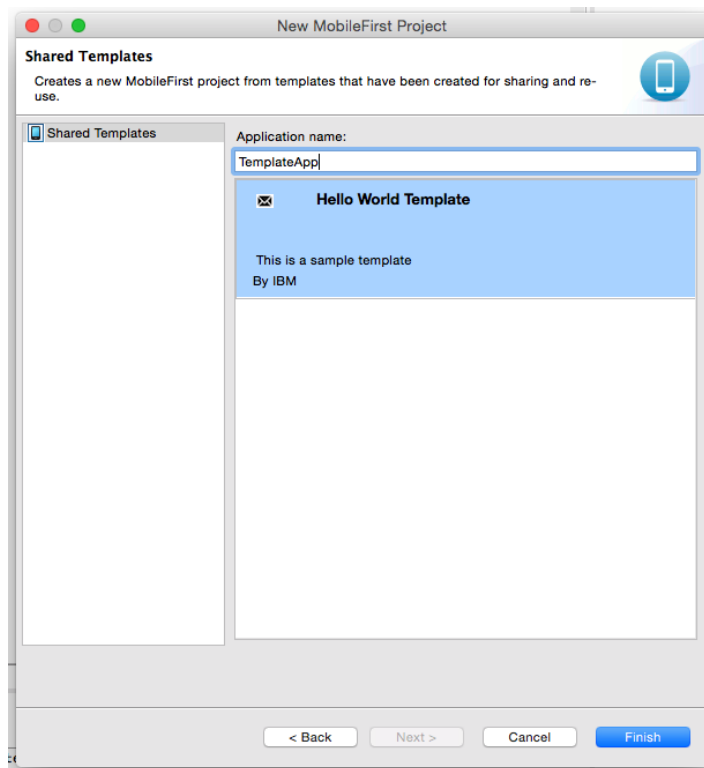 New MobileFirst Project
Shared Templates
Creates a new MobileFirst project from templates that have been created for sharing and re-
use.
Shared Templates
Application name:
TemplateApp
Hello World Template
This is a sample template
By IBM
< Back
Next >
Cancel
Finish